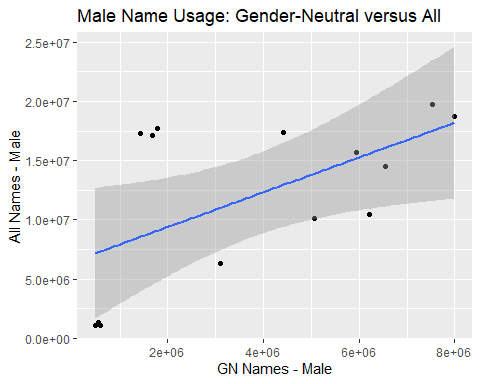 Male Name Usage: Gender-Neutral versus All
2.5e+07
2.0e+07
1.5e+07
1.0e+07
5.0e+06
0.0e+00
All Names - Male
2e+06 4e+06 6e+06 8e+06
GN Names - Male